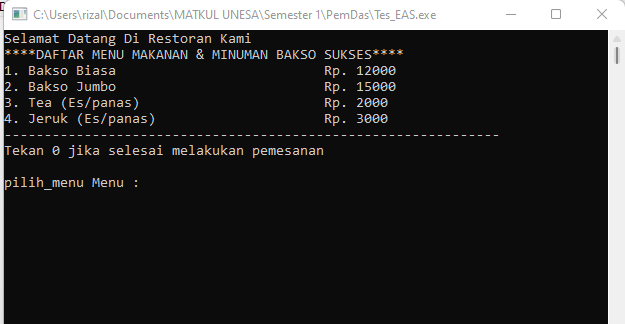 C:\Users\rizal\Documents\MATKUL UNESA\Semester 1\PemDas\Tes_EAS.exe
Selamat Datang Di Restoran Kami
****DAFTAR MENU MAKANAN & MINUMAN BAKSO SUKSES****
1. Bakso Biasa                          Rp. 12000
2. Bakso Jumbo                          Rp. 15000
3. Tea (Es/panas)                       Rp. 2000
4. Jeruk (Es/panas)                     Rp. 3000
--------------------------------------------------------------
Tekan 0 jika selesai melakukan pemesanan
pilih_menu Menu :